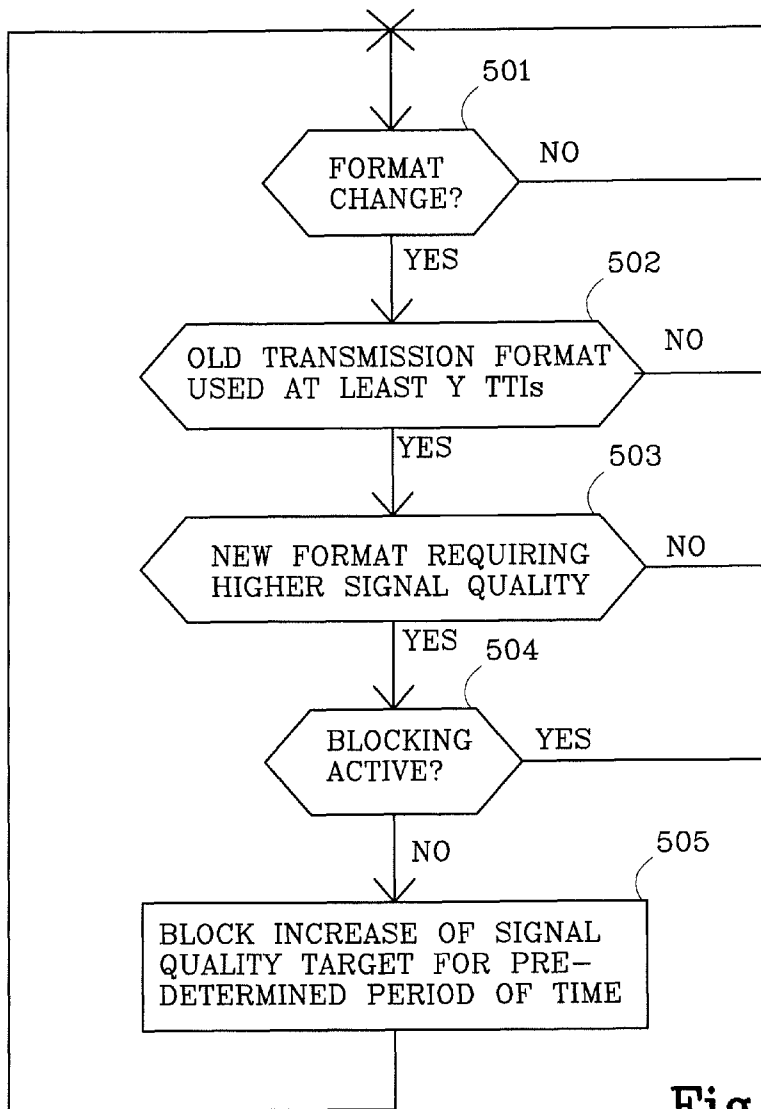 501
FORMAT
CHANGE?
NO
YES
502
OLD TRANSMISSION FORMAT
USED AT LEAST Y TTIs
NO
YES
503
NEW FORMAT REQUIRING
HIGHER SIGNAL QUALITY
NO
YES
504
BLOCKING
ACTIVE?
YES
NO
505
BLOCK INCREASE OF SIGNAL
QUALITY TARGET FOR PRE-
DETERMINED PERIOD OF TIME
Fig